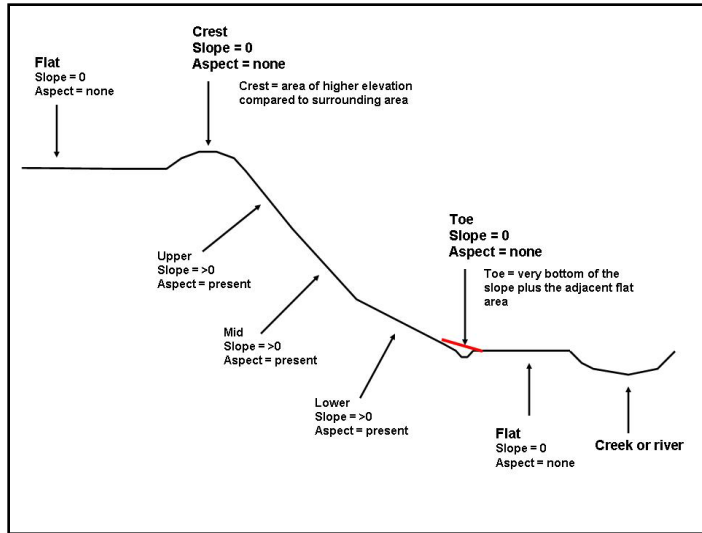 Crest
Slope = 0
Aspect = none
Flat
Slope = 0
Aspect = none
Crest = area of higher elevation
compared to surrounding area
Toe
Slope = 0
Aspect = none
Toe = very bottom of the
slope plus the adjacent flat
area
Upper
Slope = >0
Aspect = present
Mid
Slope = >0
Aspect = present
Lower
Slope = >0
Aspect = present
Flat
Slope = 0
Aspect = none
Creek or river